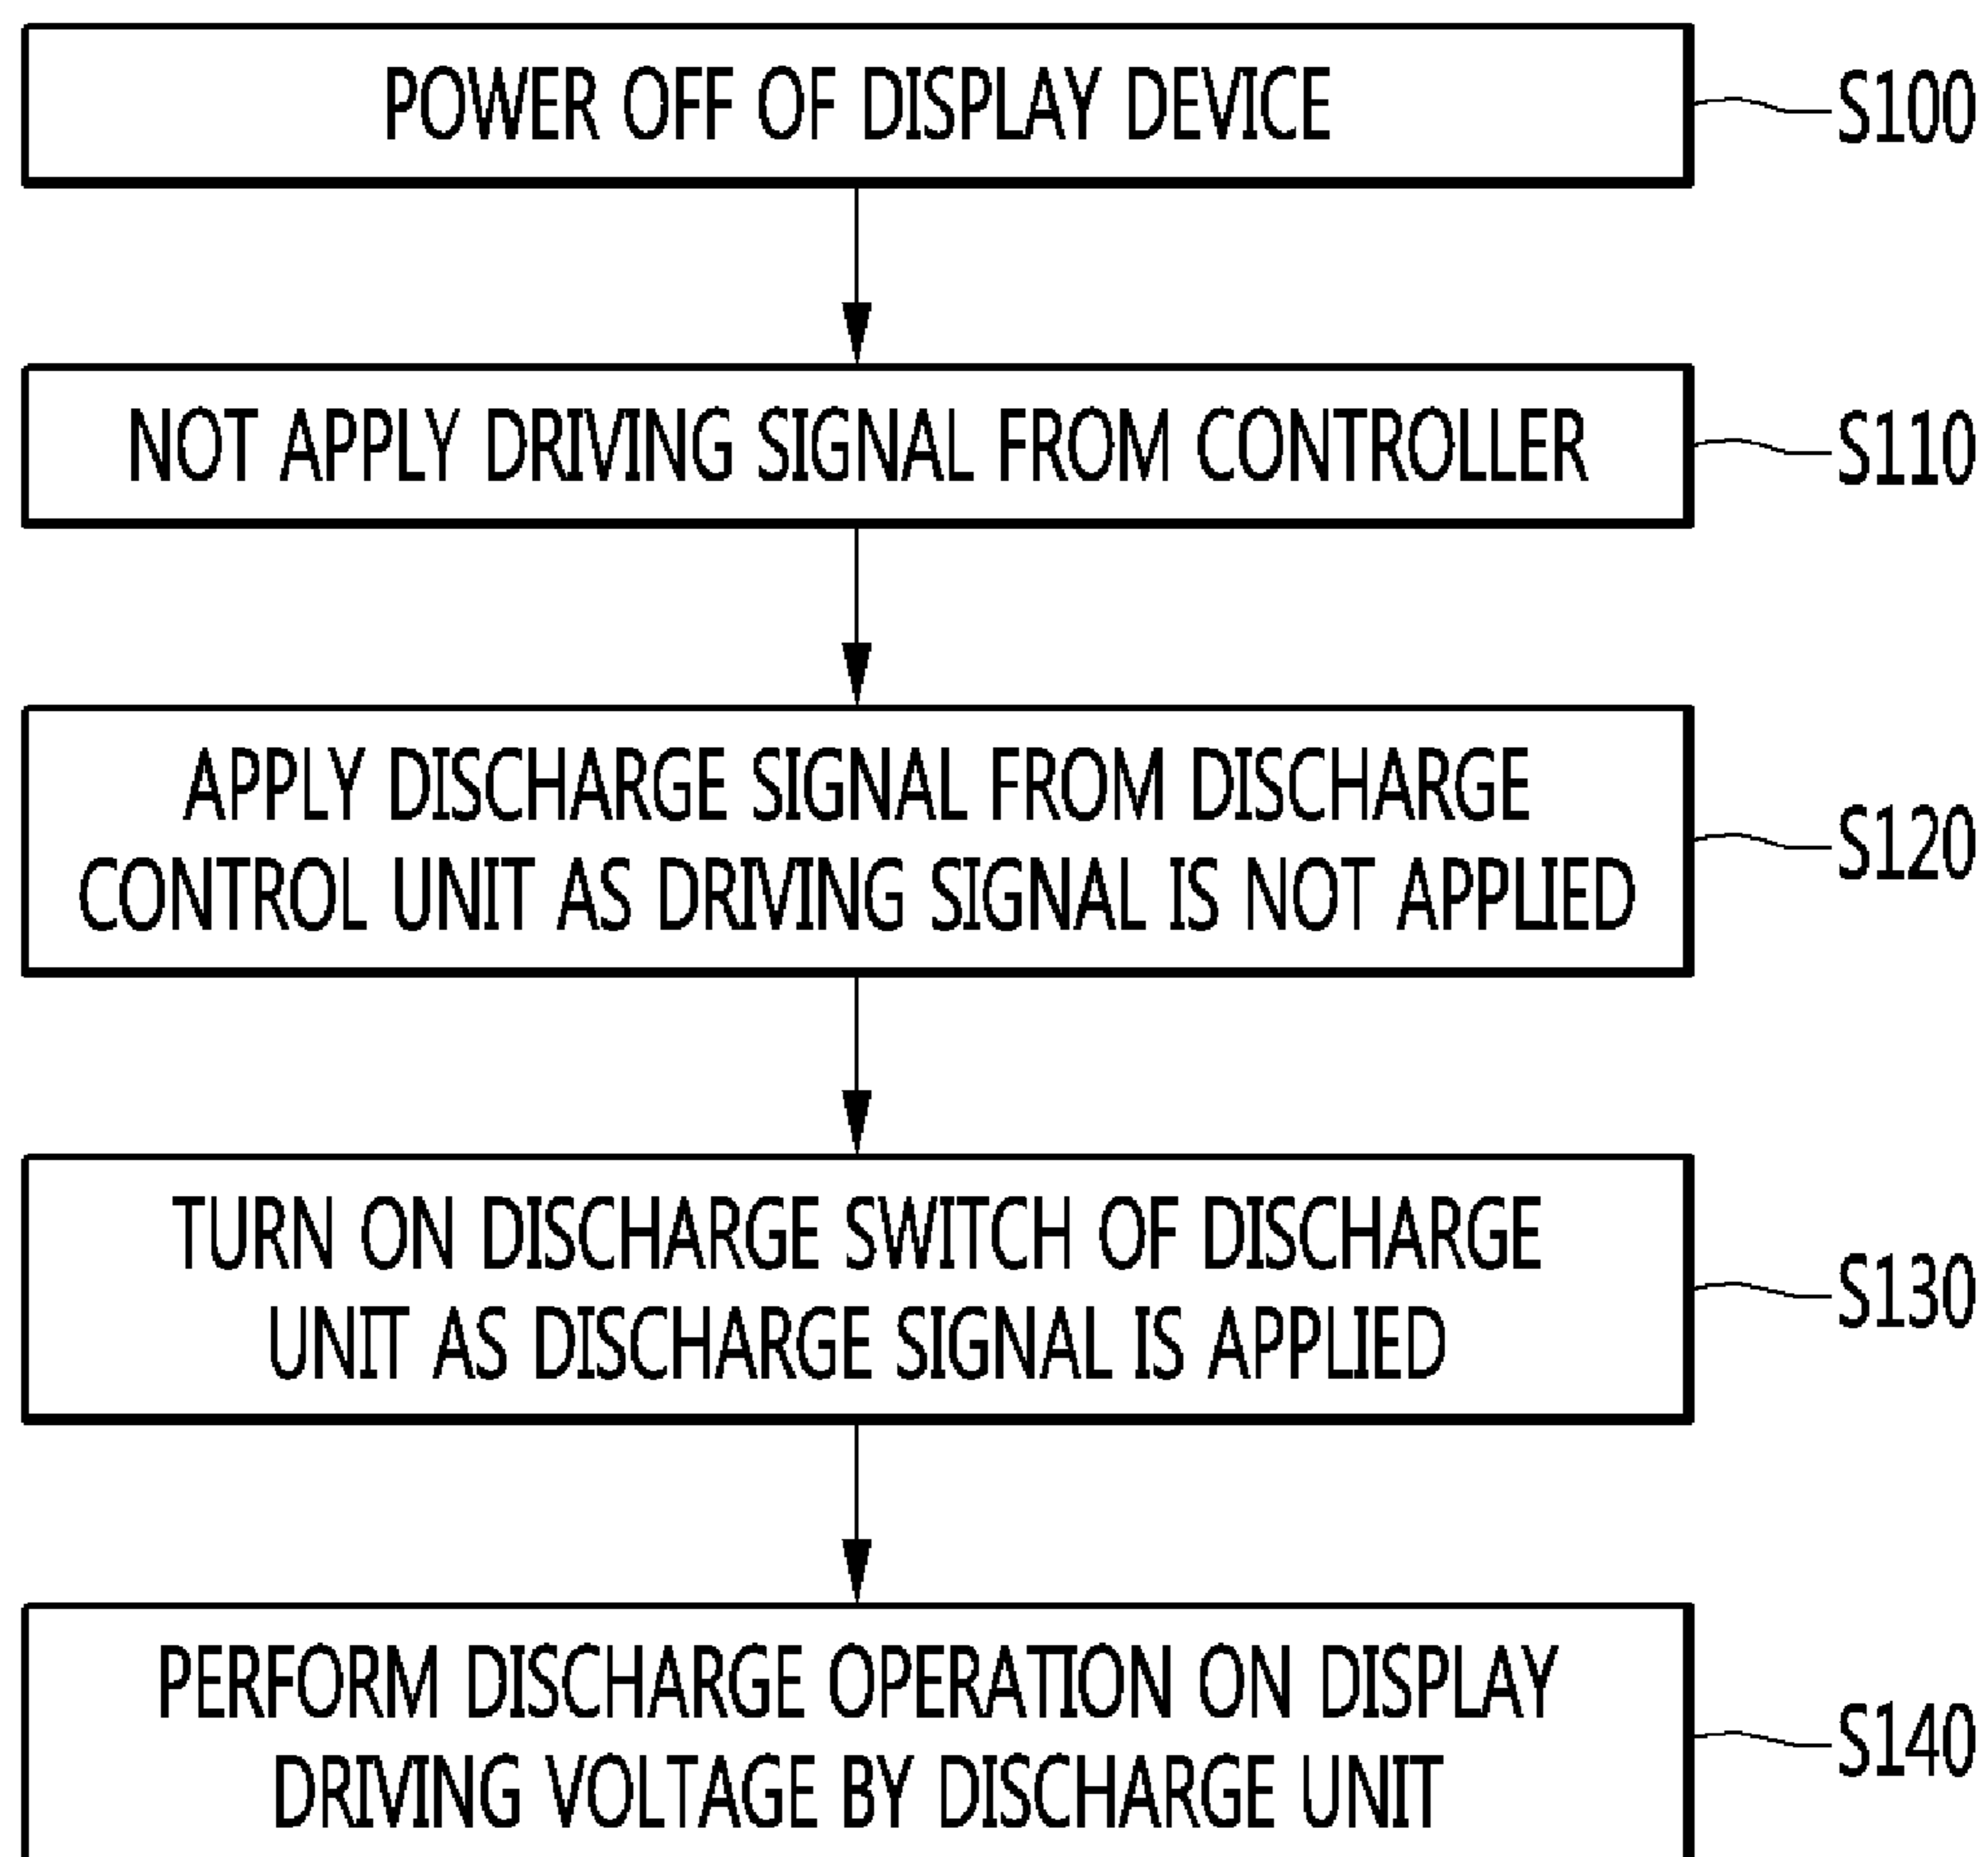 POWER OFF OF DISPLAY DEVICE
S100
NOT APPLY DRIVING SIGNAL FROM CONTROLLER
S110
APPLY DISCHARGE SIGNAL FROM DISCHARGE
CONTROL UNIT AS DRIVING SIGNAL IS NOT APPLIED
S120
TURN ON DISCHARGE SWITCH OF DISCHARGE
UNIT AS DISCHARGE SIGNAL IS APPLIED
S130
PERFORM DISCHARGE OPERATION ON DISPLAY
DRIVING VOLTAGE BY DISCHARGE UNIT
S140